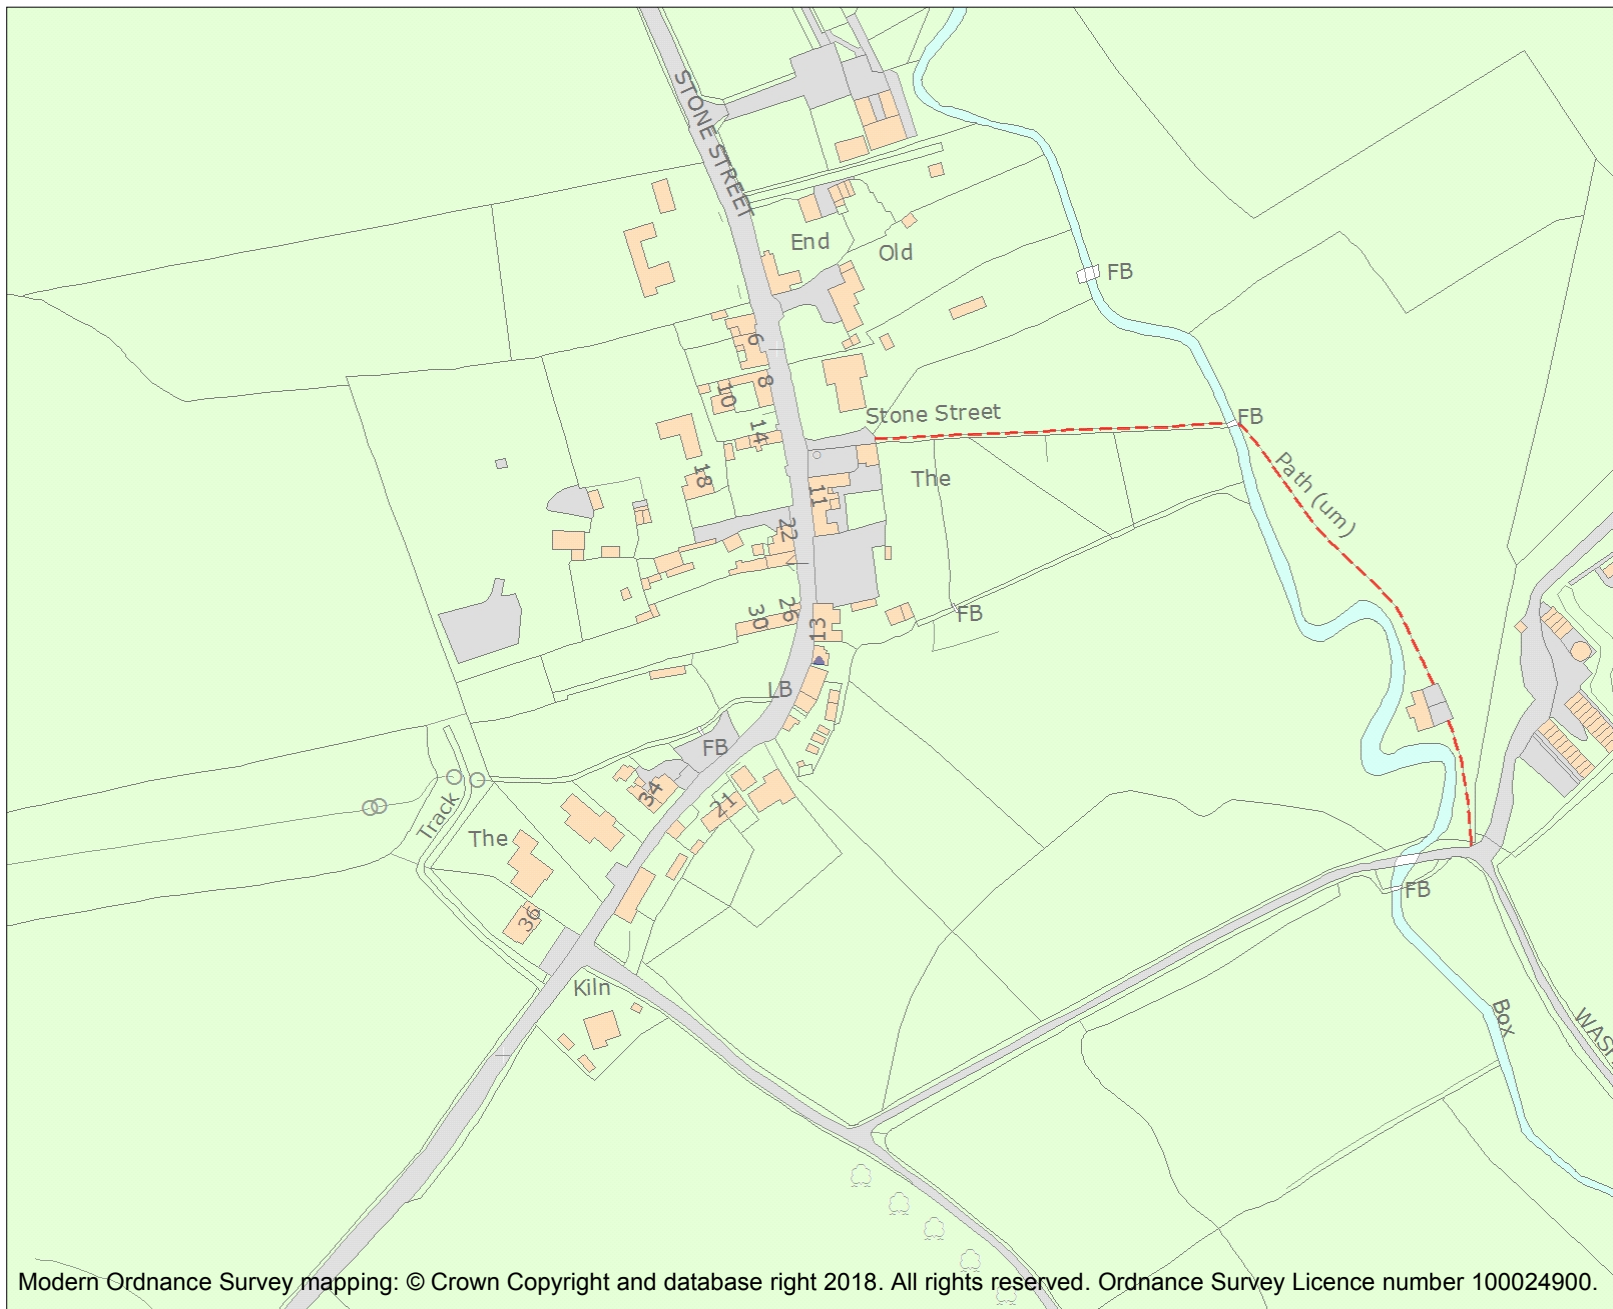 STONE STREET
End
Old
FB
6
8
10
14
Stone Street
FB
18
The
11
Path (um)
22
26
30
13
FB
LB
FB
34
21
Track
The
36
FB
Kiln
Box
WASH
Modern Ordnance Survey mapping: © Crown Copyright and database right 2018. All rights reserved. Ordnance Survey Licence number 100024900.